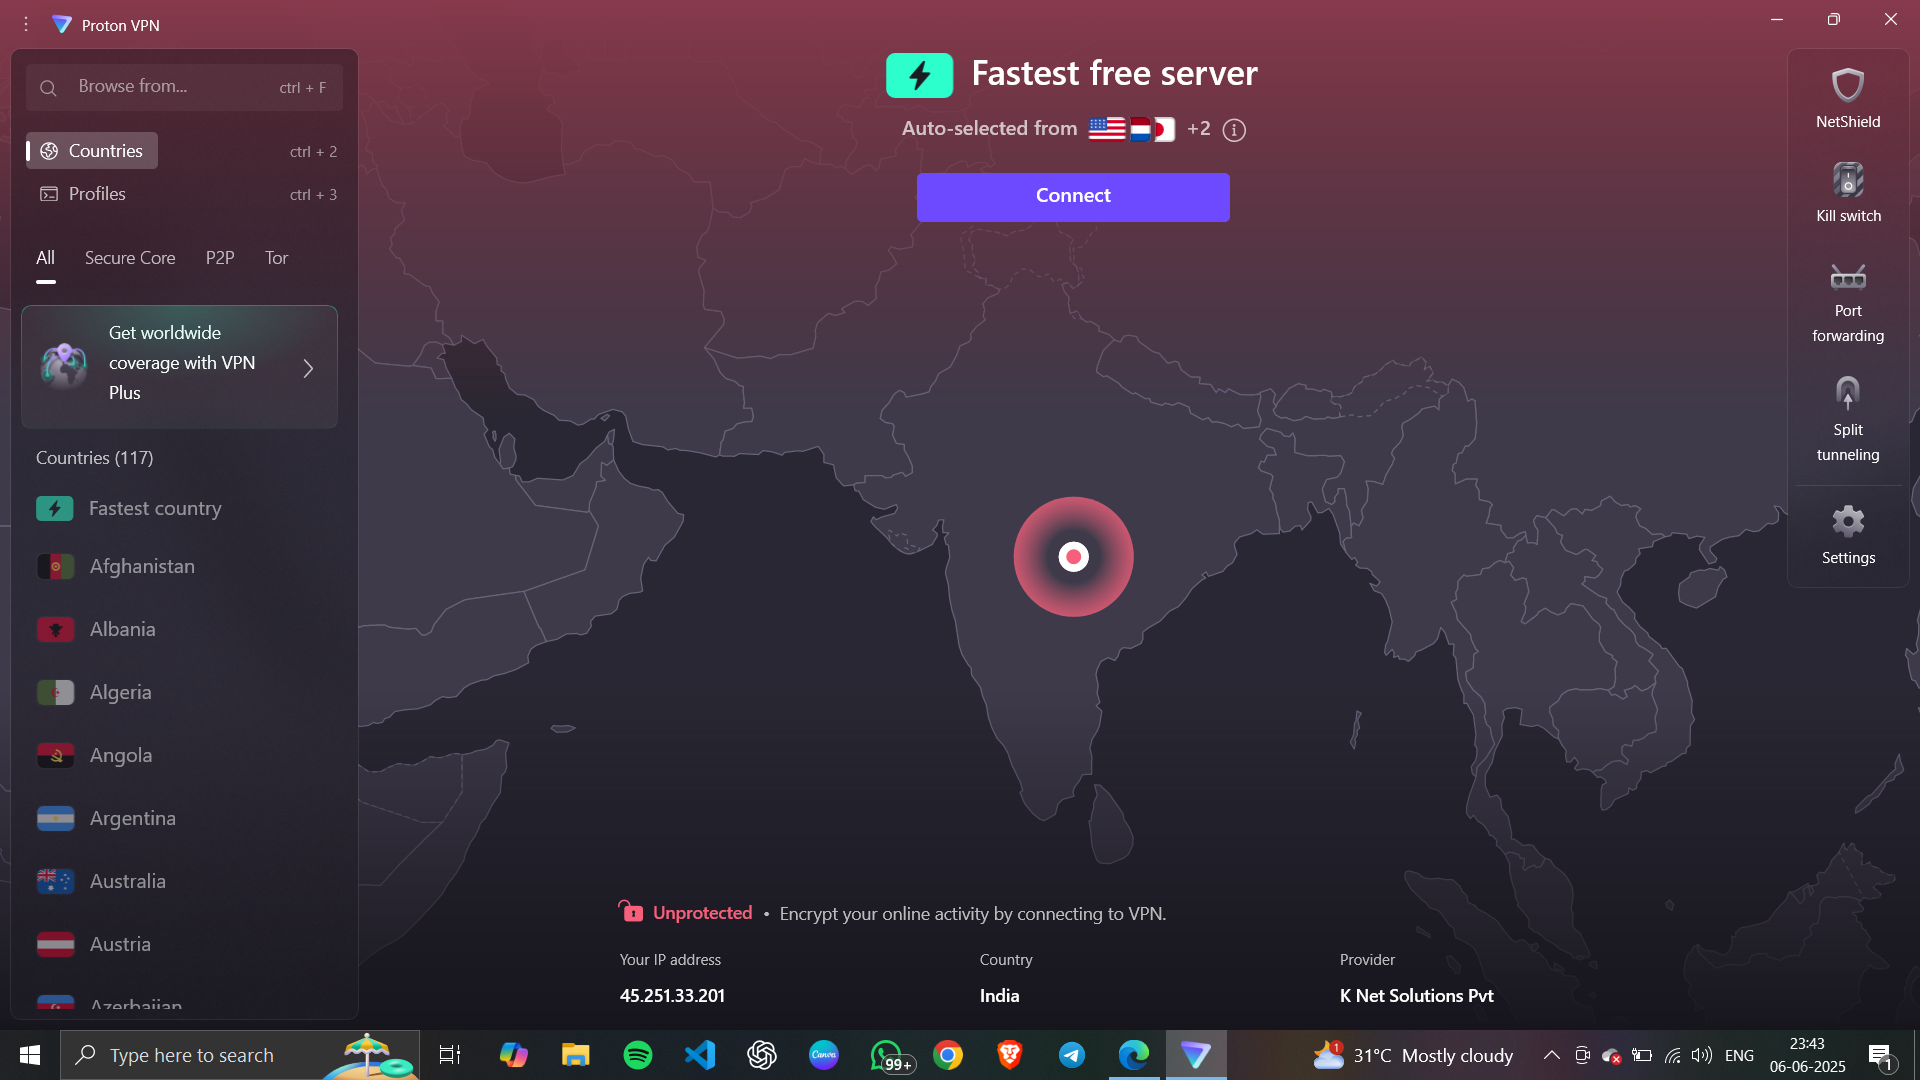 Proton VPN
Browse from...
ctrl + F
Countries
ctrl + 2
Profiles
ctrl + 3
All
Secure Core
P2P
Tor
Get worldwide
coverage with VPN
Plus
Countries (117)
Fastest country
Afghanistan
Albania
Algeria
Angola
Argentina
Australia
Austria
Azerbaijan
Fastest free server
Auto-selected from
+2
Connect
Unprotected • Encrypt your online activity by connecting to VPN.
Your IP address
45.251.33.201
Country
India
Provider
K Net Solutions Pvt
NetShield
Kill switch
Port
forwarding
Split
tunneling
Settings
Type here to search
Canva
99+
1
31°C Mostly cloudy
ENG
23:43
06-06-2025
1